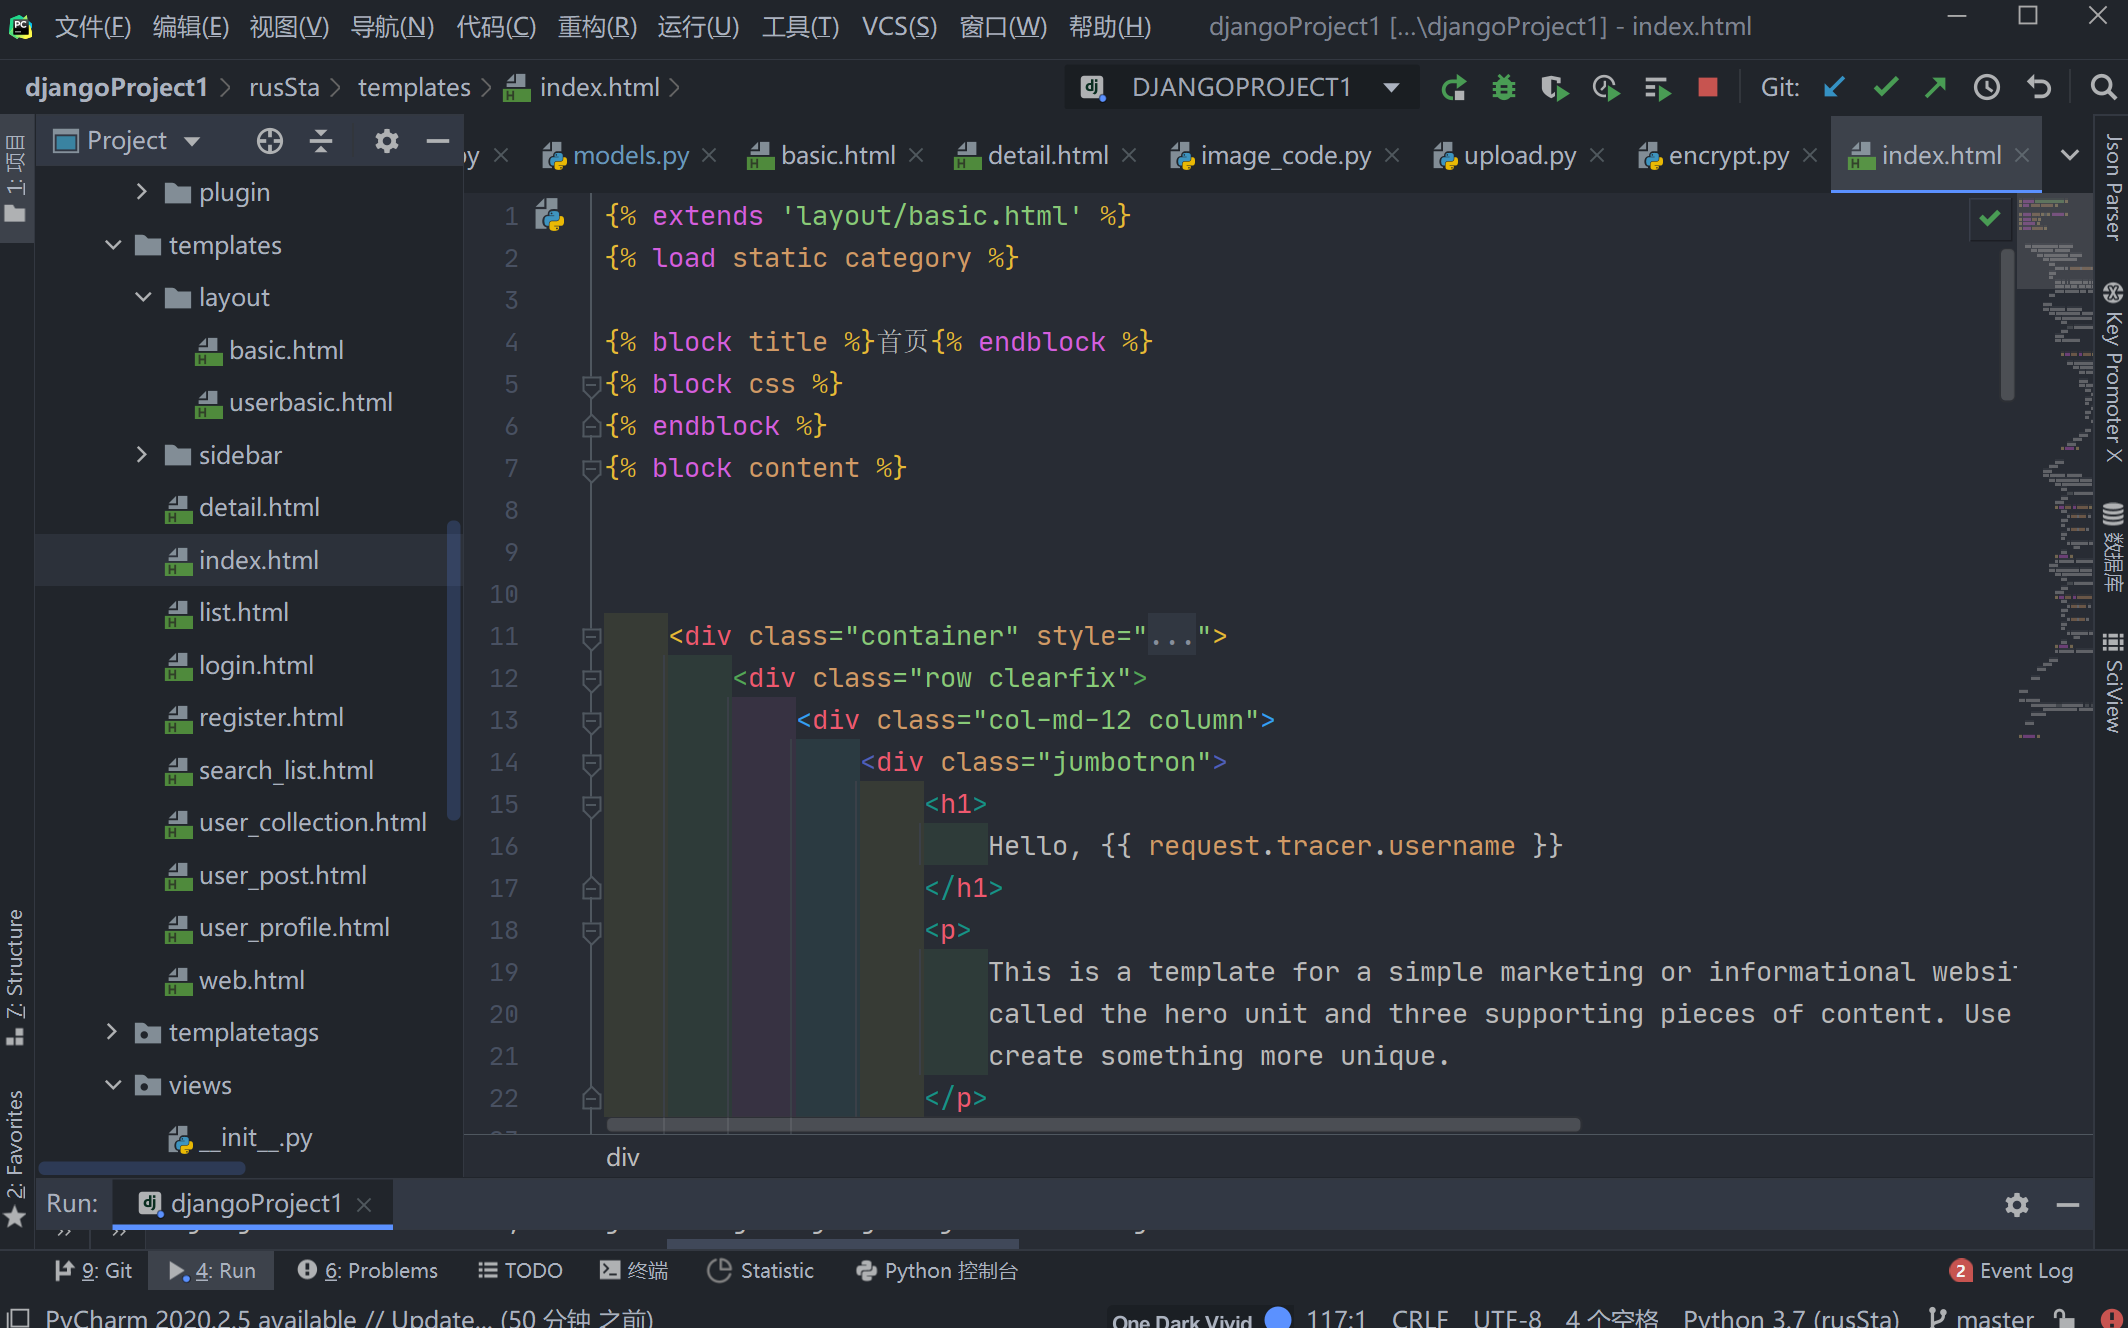 文件(F) 编辑(E) 视图(V) 导航(N) 代码(C) 重构(R) 运行(U) 工具(T) VCS(S) 窗口(W) 帮助(H) djangoProject1 [...\djangoProject1] - index.html
djangoProject1 rusSta templates index.html DJANGOPROJECT1 Git:
Project
py models.py basic.html detail.html image_code.py upload.py encrypt.py index.html
1: 项目
7: Structure
2: Favorites
plugin
templates
layout
basic.html
userbasic.html
sidebar
detail.html
index.html
list.html
login.html
register.html
search_list.html
user_collection.html
user_post.html
user_profile.html
web.html
templatetags
views
__init__.py
1 {% extends 'layout/basic.html' %}
2 {% load static category %}
3
4 {% block title %}首页{% endblock %}
5 {% block css %}
6 {% endblock %}
7 {% block content %}
8
9
10
11 <div class="container" style="...">
12 <div class="row clearfix">
13 <div class="col-md-12 column">
14 <div class="jumbotron">
15 <h1>
16 Hello, {{ request.tracer.username }}
17 </h1>
18 <p>
19 This is a template for a simple marketing or informational websi
20 called the hero unit and three supporting pieces of content. Use
21 create something more unique.
22 </p>
div
Json Parser
Key Promoter X
数据库
SciView
Run: djangoProject1
9: Git 4: Run 6: Problems TODO 终端 Statistic Python 控制台 2 Event Log
PyCharm 2020.2.5 available // Update... (50 分钟 之前) One Dark Vivid 117:1 CRLF UTF-8 4 个空格 Python 3.7 (rusSta) master